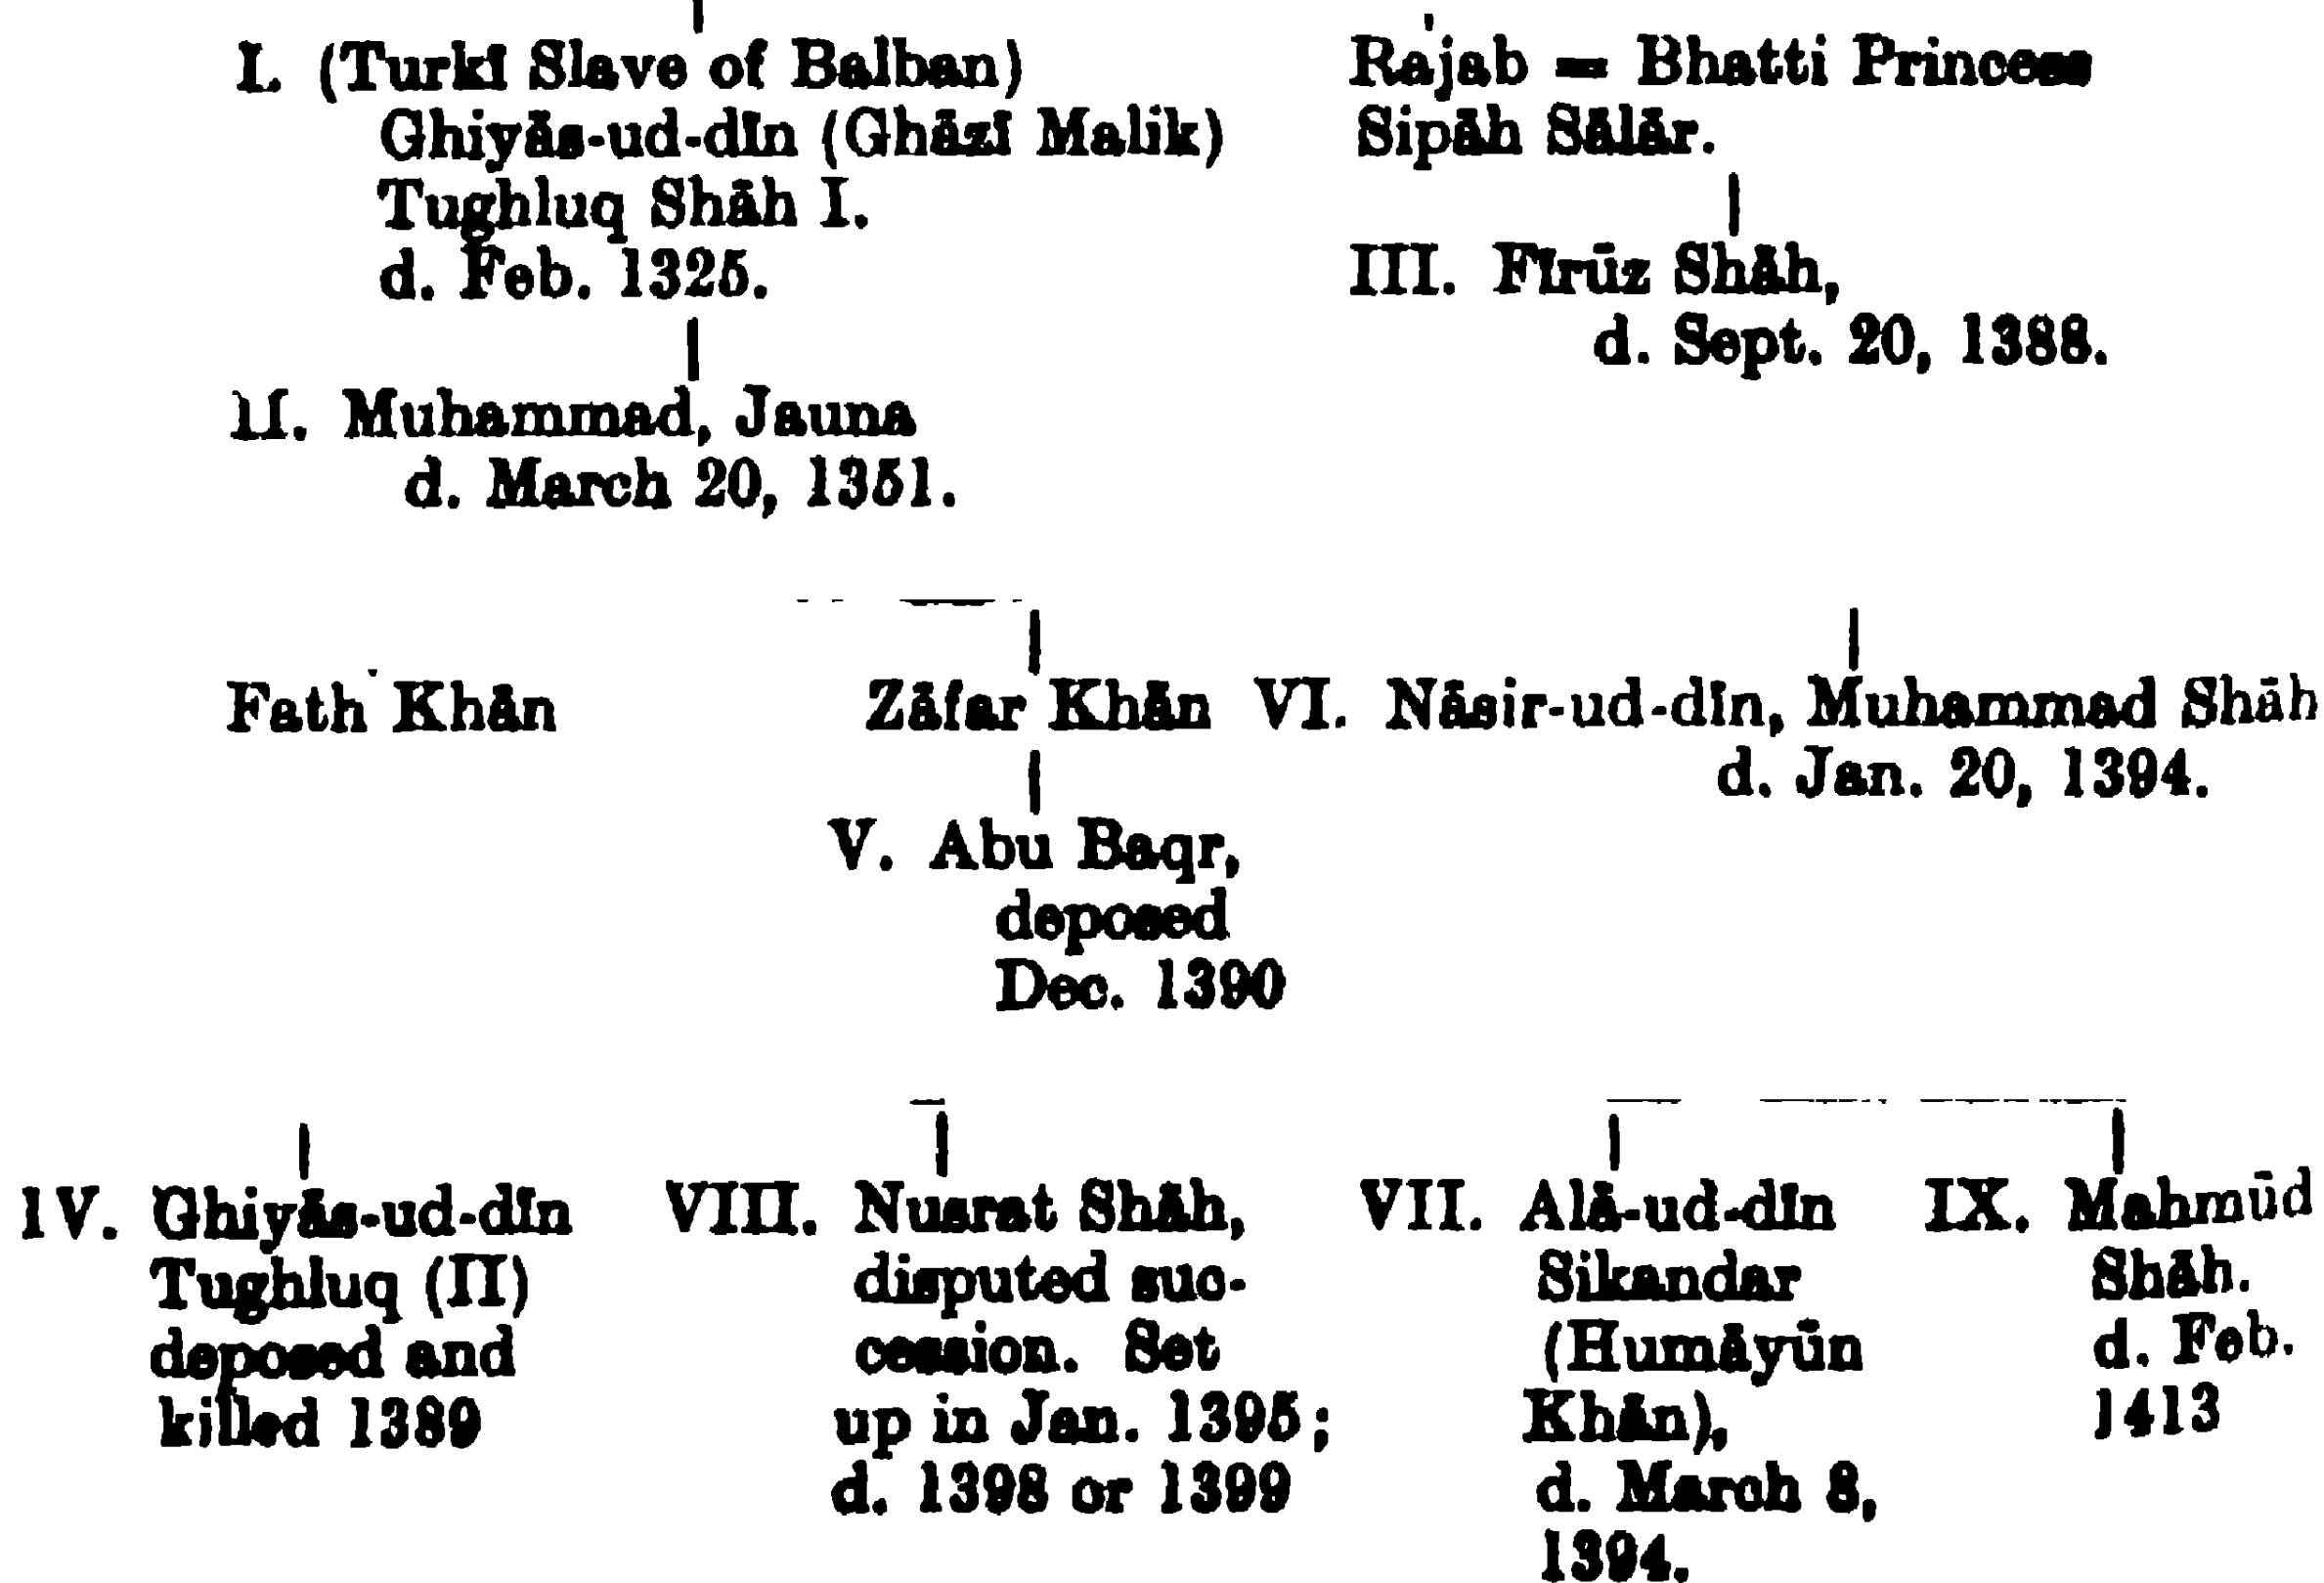 I. (Turkī Slave of Balban)
Ghiyās-ud-dīn (Ghāzī Malik)
Tughluq Shāh I.
d. Feb. 1325.
Rajab = Bhatti Princess
Sipāh Sālār.
III. Fīrūz Shāh,
d. Sept. 20, 1388.
II. Muhammad, Jauna
d. March 20, 1351.
Fath Khān
Zāfar Khān
VI. Nāsir-ud-dīn, Muhammad Shāh
d. Jan. 20, 1394.
V. Abu Baqr,
deposed
Dec. 1390
IV. Ghiyās-ud-dīn
Tughluq (II)
deposed and
killed 1389
VIII. Nusrat Shāh,
disputed suc-
cession. Set
up in Jan. 1395;
d. 1398 or 1399
VII. Alā-ud-dīn
Sikandar
(Humāyūn
Khān),
d. March 8,
1394.
IX. Mahmūd
Shāh.
d. Feb.
1413